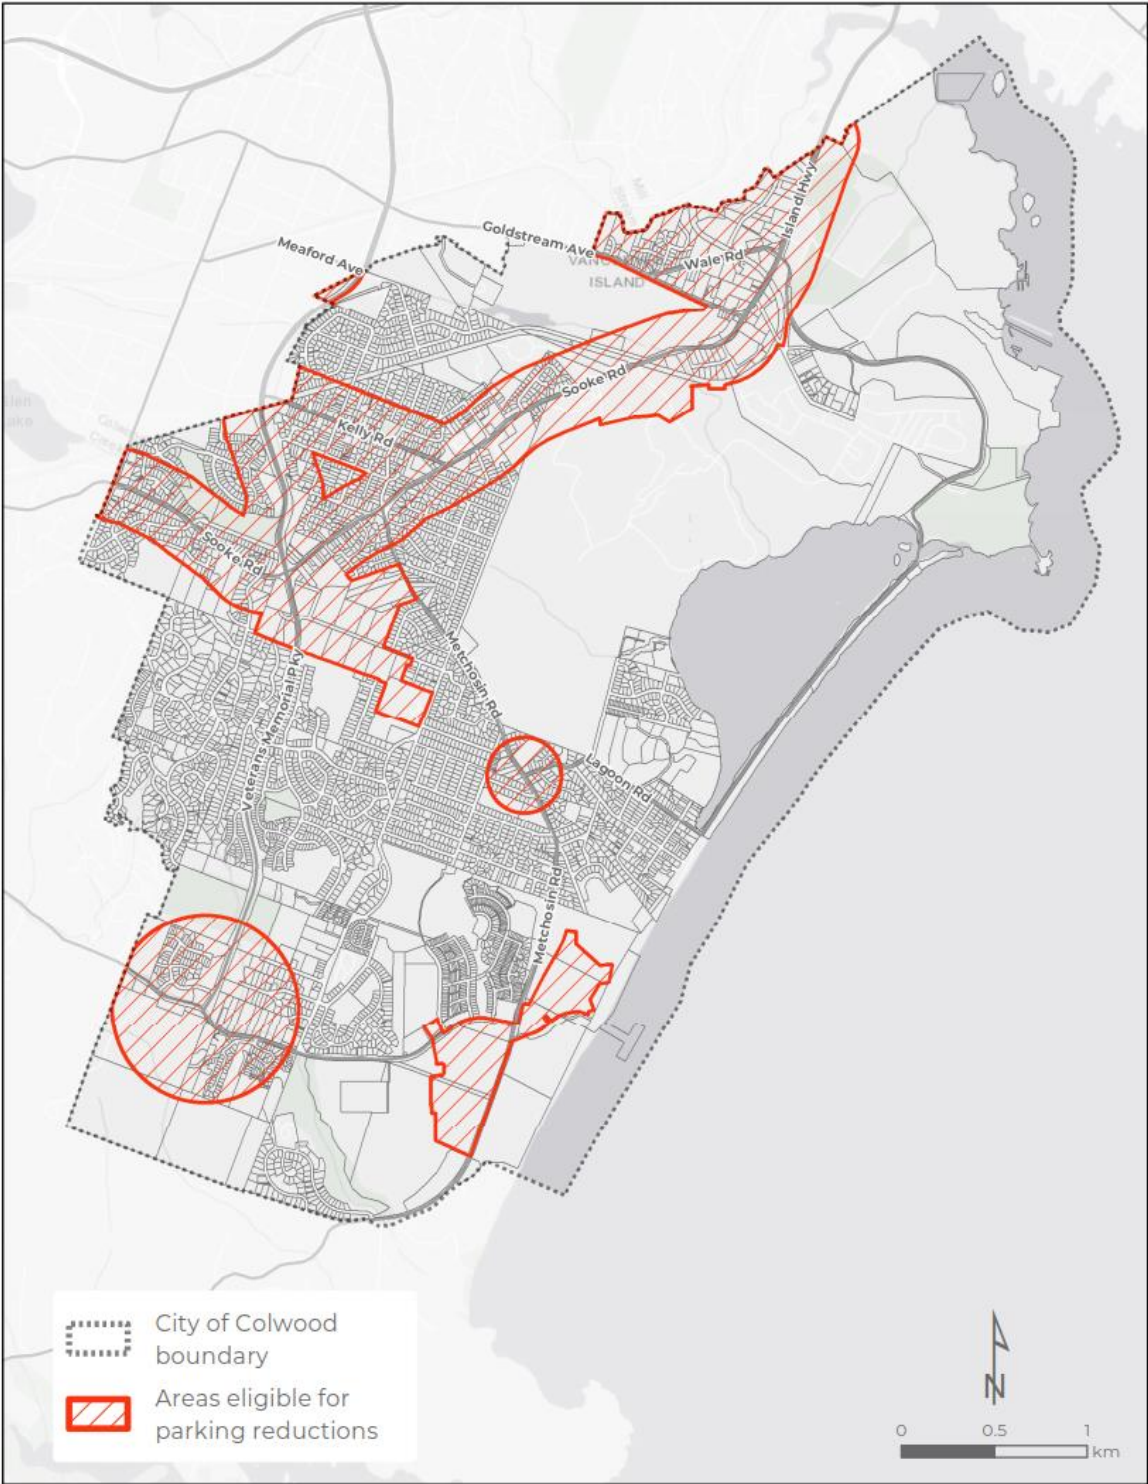 Island Hwy
Goldstream Ave
Meaford Ave
Wale Rd
ISLAND
Sooke Rd
Kelly Rd
Sooke Rd
Metchosin Rd
Veterans Memorial Pky
Lagoon Rd
Metchosin Rd
City of Colwood
boundary
Areas eligible for
parking reductions
N
0 0.5 1
km